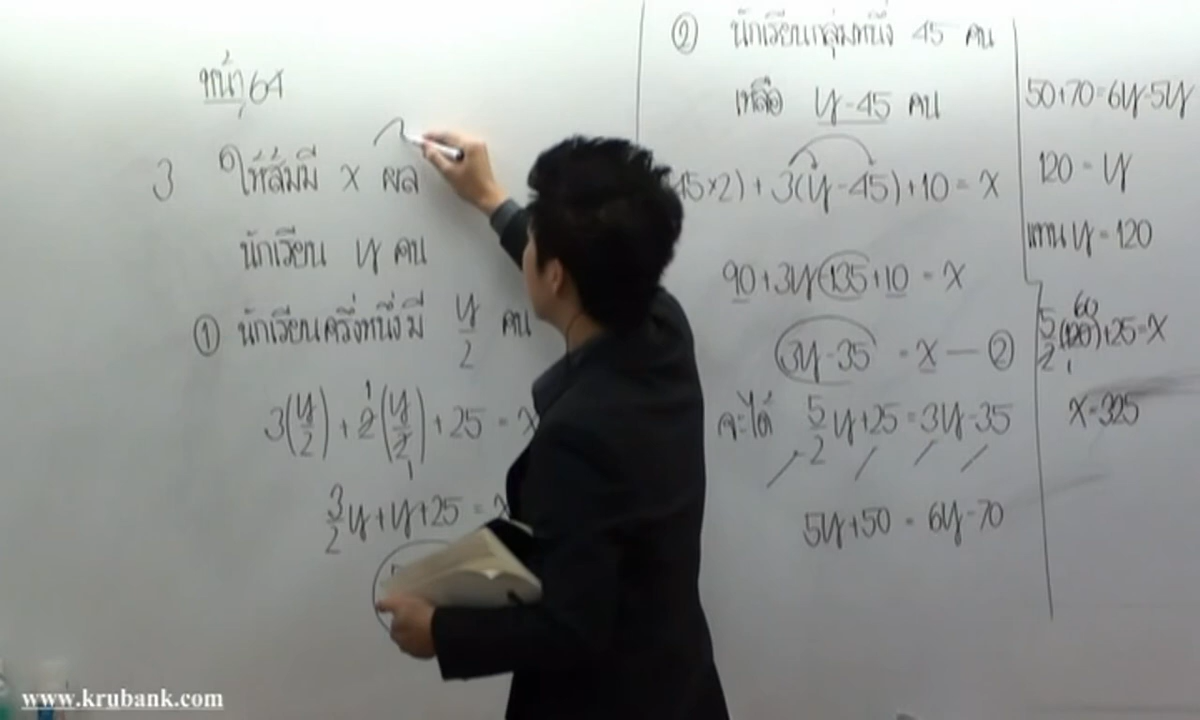 หน้า 64
3 ให้ส้มมี x ผล
นักเรียน y คน
① นักเรียนครึ่งหนึ่งมี y/2 คน
3(y/2) + 2(y/2) + 25 = x
1
1
3/2 y + y + 25 = x
② นักเรียนกลุ่มหนึ่ง 45 คน
เหลือ y - 45 คน
45×2) + 3(y - 45) + 10 = x
90 + 3y - 135 + 10 = x
3y - 35 = x — ②
จะได้ 5/2 y + 25 = 3y - 35
5y + 50 = 6y - 70
50 + 70 = 6y - 5y
120 = y
แทน y = 120
60
5/2 (120) + 25 = x
1
x = 325
www.krubank.com